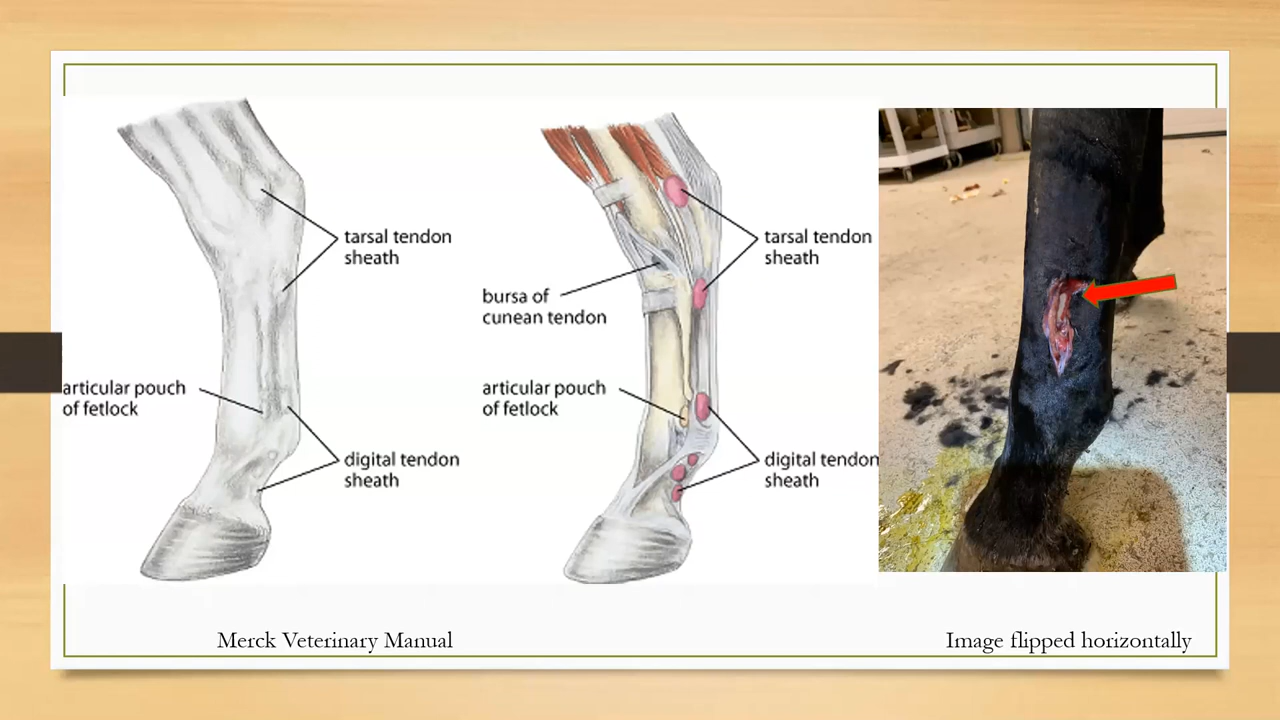 tarsal tendon
sheath
articular pouch
of fetlock
digital tendon
sheath
bursa of
cunean tendon
articular pouch
of fetlock
tarsal tendon
sheath
digital tendon
sheath
Merck Veterinary Manual
Image flipped horizontally